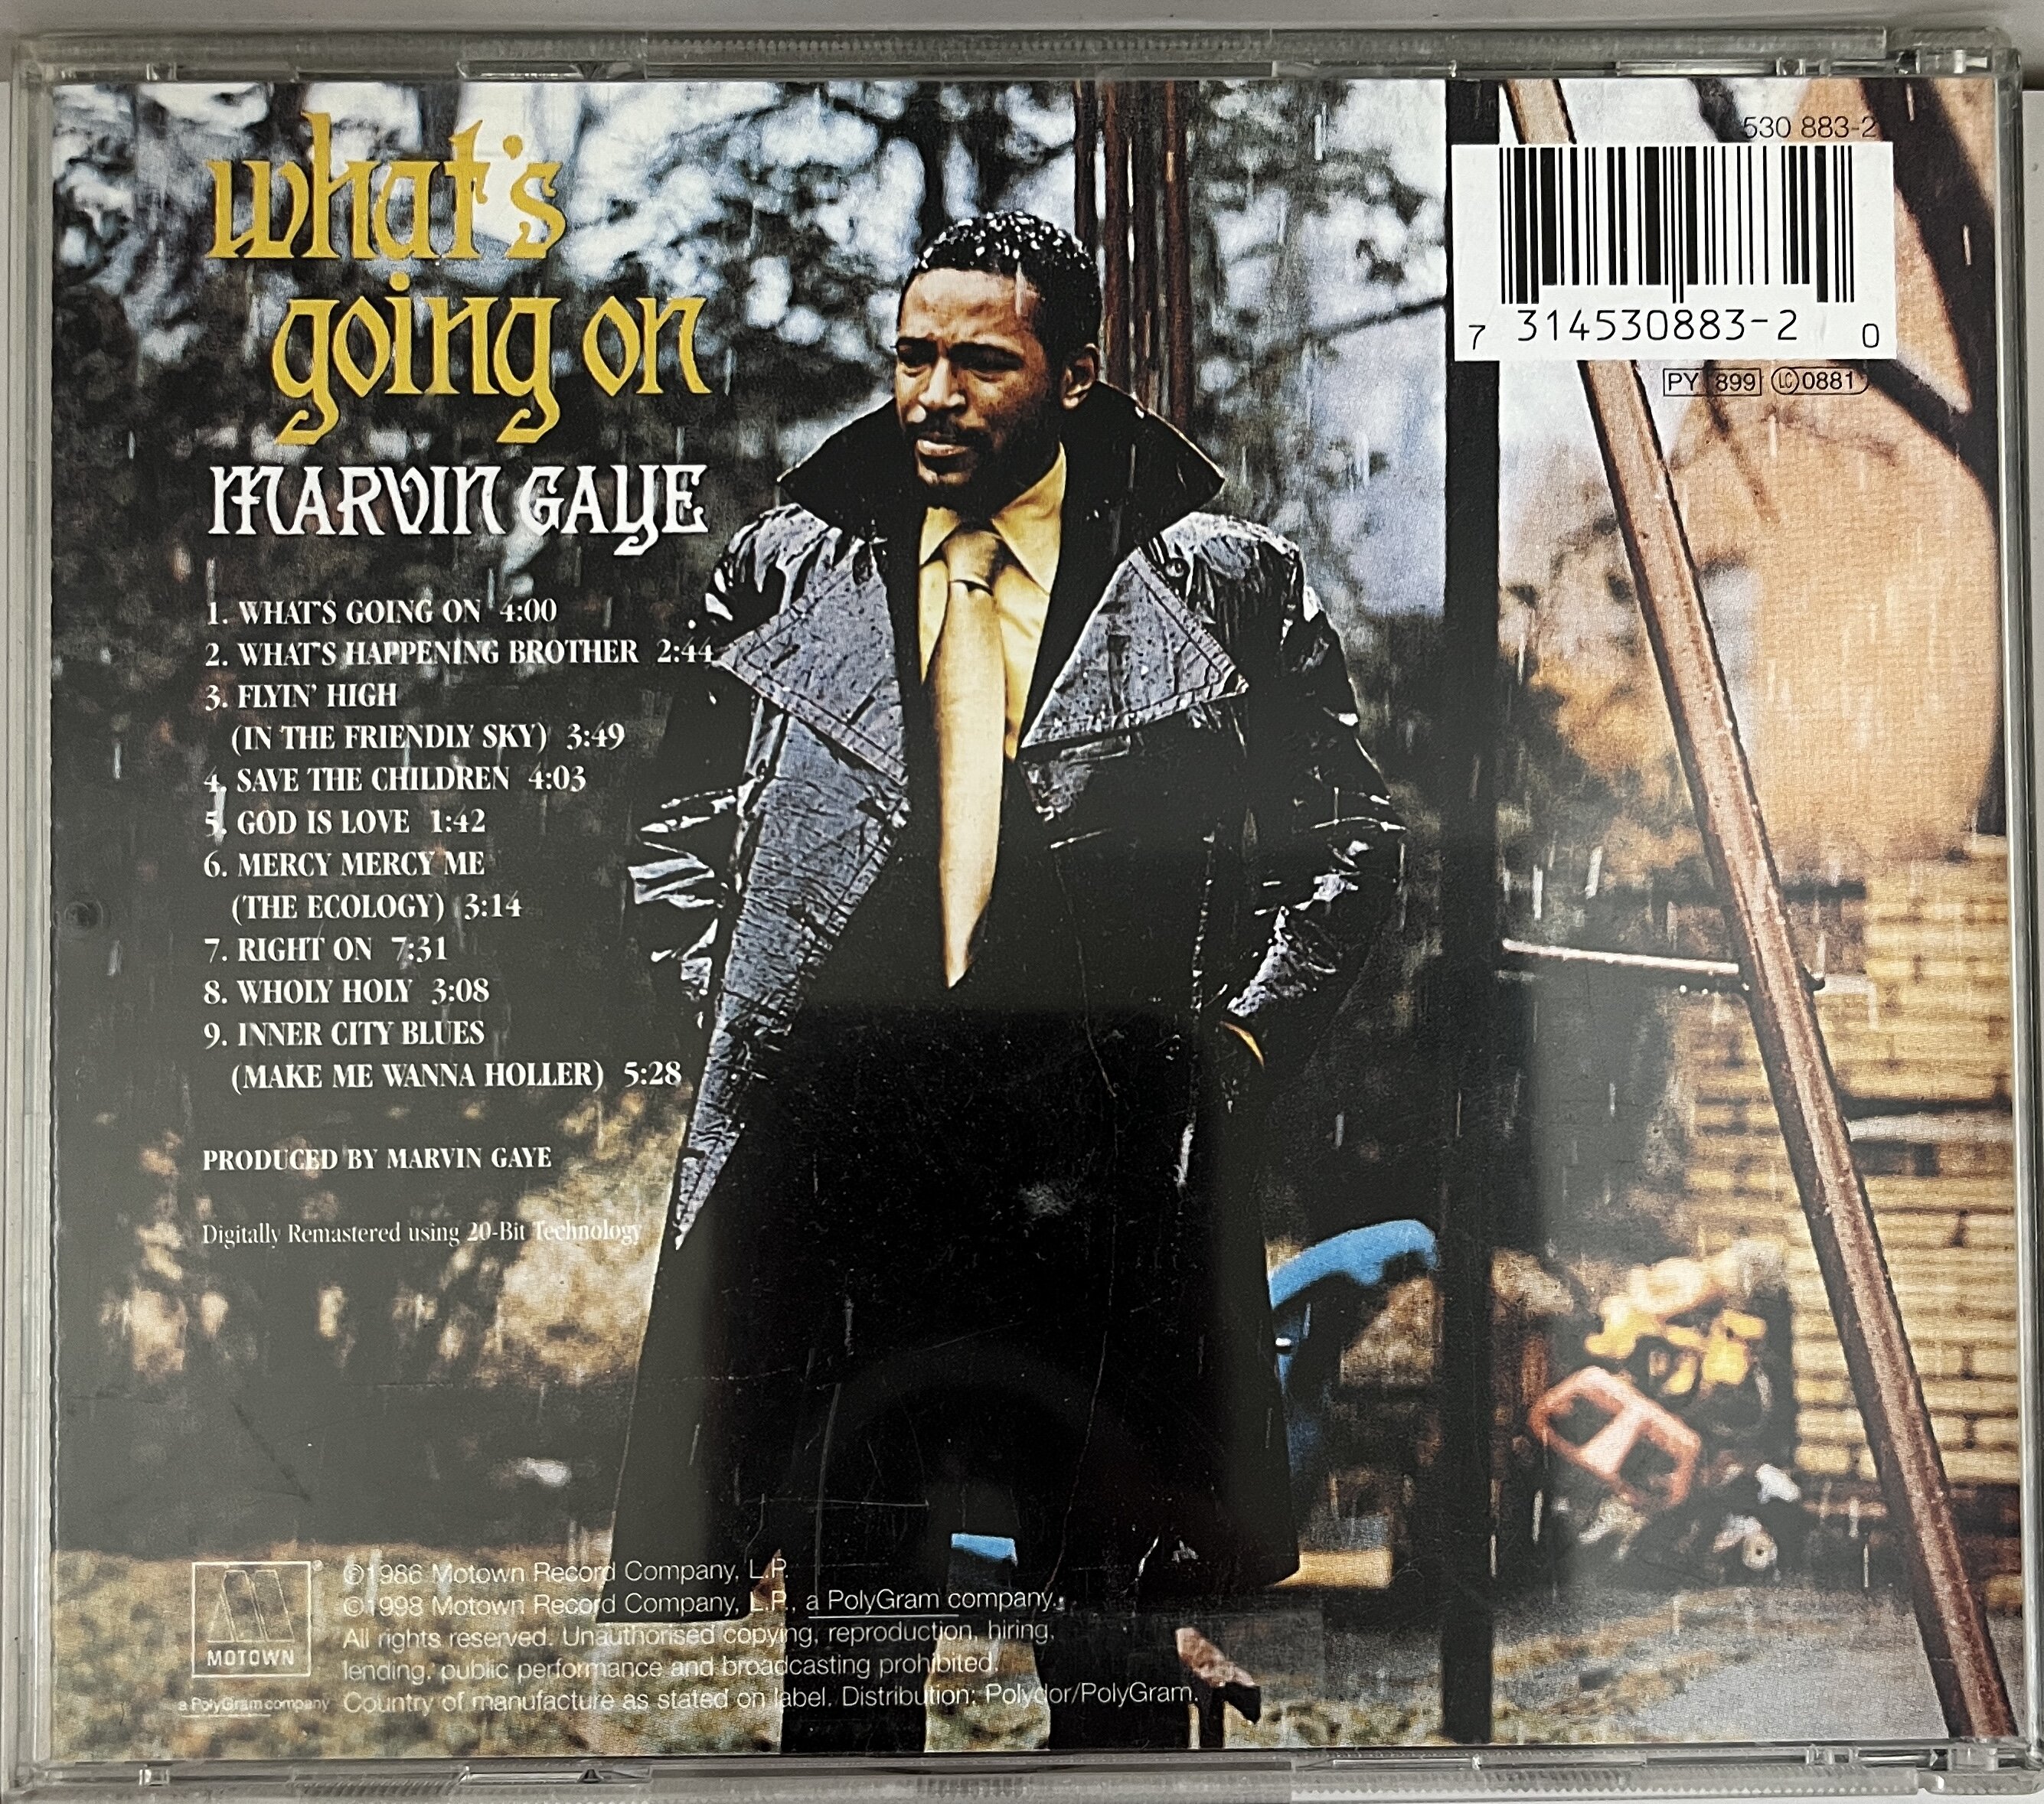 what's
going on
MARVIN GAYE
1. WHAT'S GOING ON 4:00
2. WHAT'S HAPPENING BROTHER 2:44
3. FLYIN' HIGH
(IN THE FRIENDLY SKY) 3:49
4. SAVE THE CHILDREN 4:03
5. GOD IS LOVE 1:42
6. MERCY MERCY ME
(THE ECOLOGY) 3:14
7. RIGHT ON 7:31
8. WHOLY HOLY 3:08
9. INNER CITY BLUES
(MAKE ME WANNA HOLLER) 5:28
PRODUCED BY MARVIN GAYE
Digitally Remastered using 20-Bit Technology
530 883-2
7 314530883-2 0
PY 899 LC 0881
M®
MOTOWN
a PolyGram company
©1986 Motown Record Company, L.P.
©1998 Motown Record Company, L.P., a PolyGram company.
All rights reserved. Unauthorised copying, reproduction, hiring,
lending, public performance and broadcasting prohibited.
Country of manufacture as stated on label. Distribution: Polydor/PolyGram.